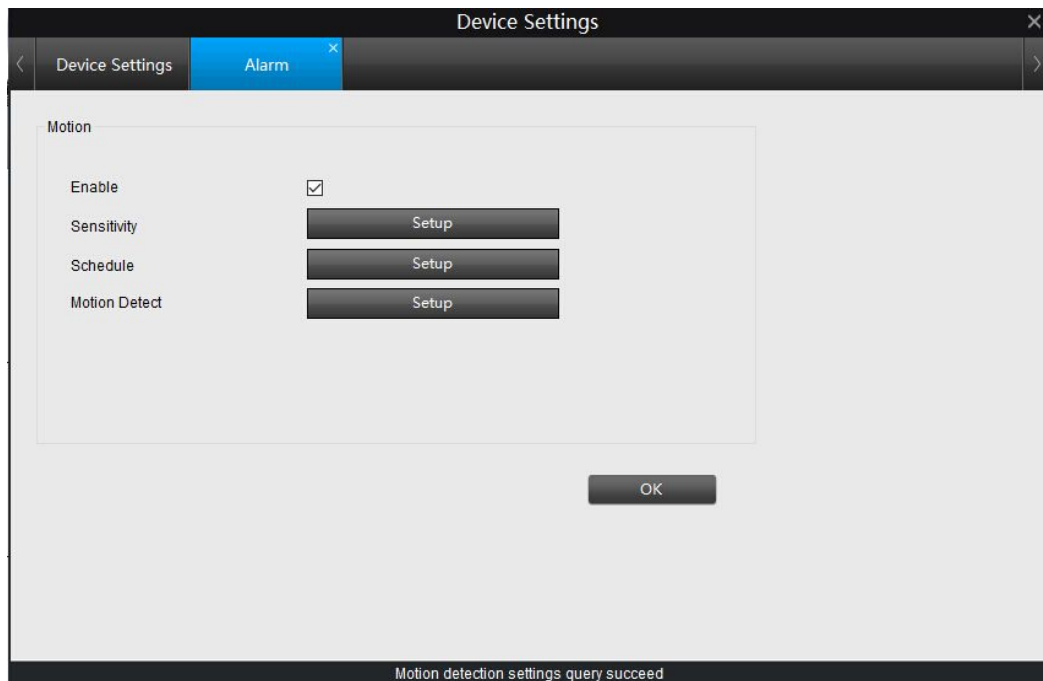 Device Settings
Device Settings
Alarm
Motion
Enable
Sensitivity
Setup
Schedule
Setup
Motion Detect
Setup
OK
Motion detection settings query succeed